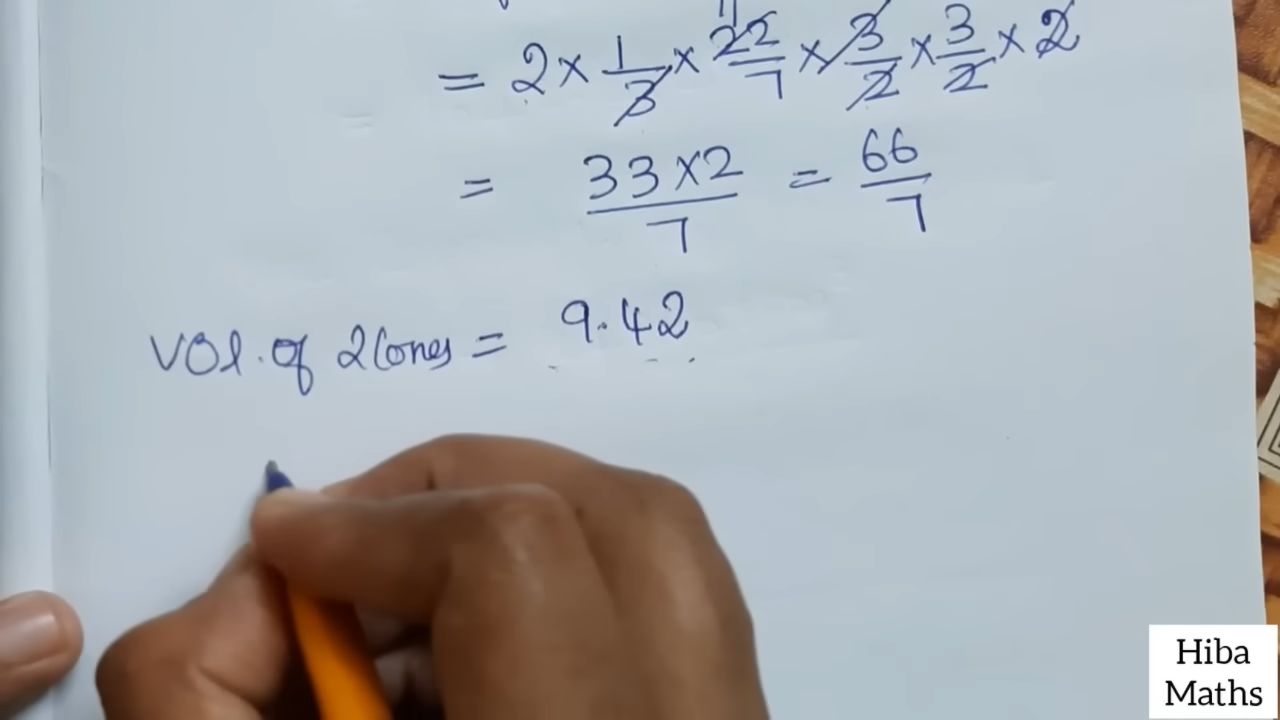 11
= 2 × 1/3 × 22/7 × 3/2 × 3/2 × 2
= 33×2/7 = 66/7
Vol. of 2 Cones = 9.42
Hiba
Maths